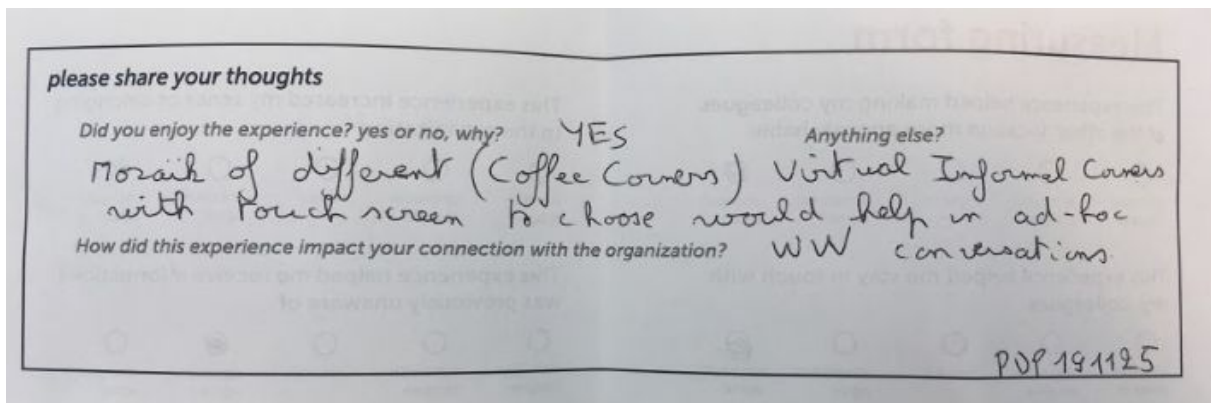 please share your thoughts
Did you enjoy the experience? yes or no, why? YES Anything else?
Mozaïk of different (Coffee Corners) Virtual Informal Corners
with touch screen to choose would help in ad-hoc
How did this experience impact your connection with the organization? WW conversations.
PDP 191125